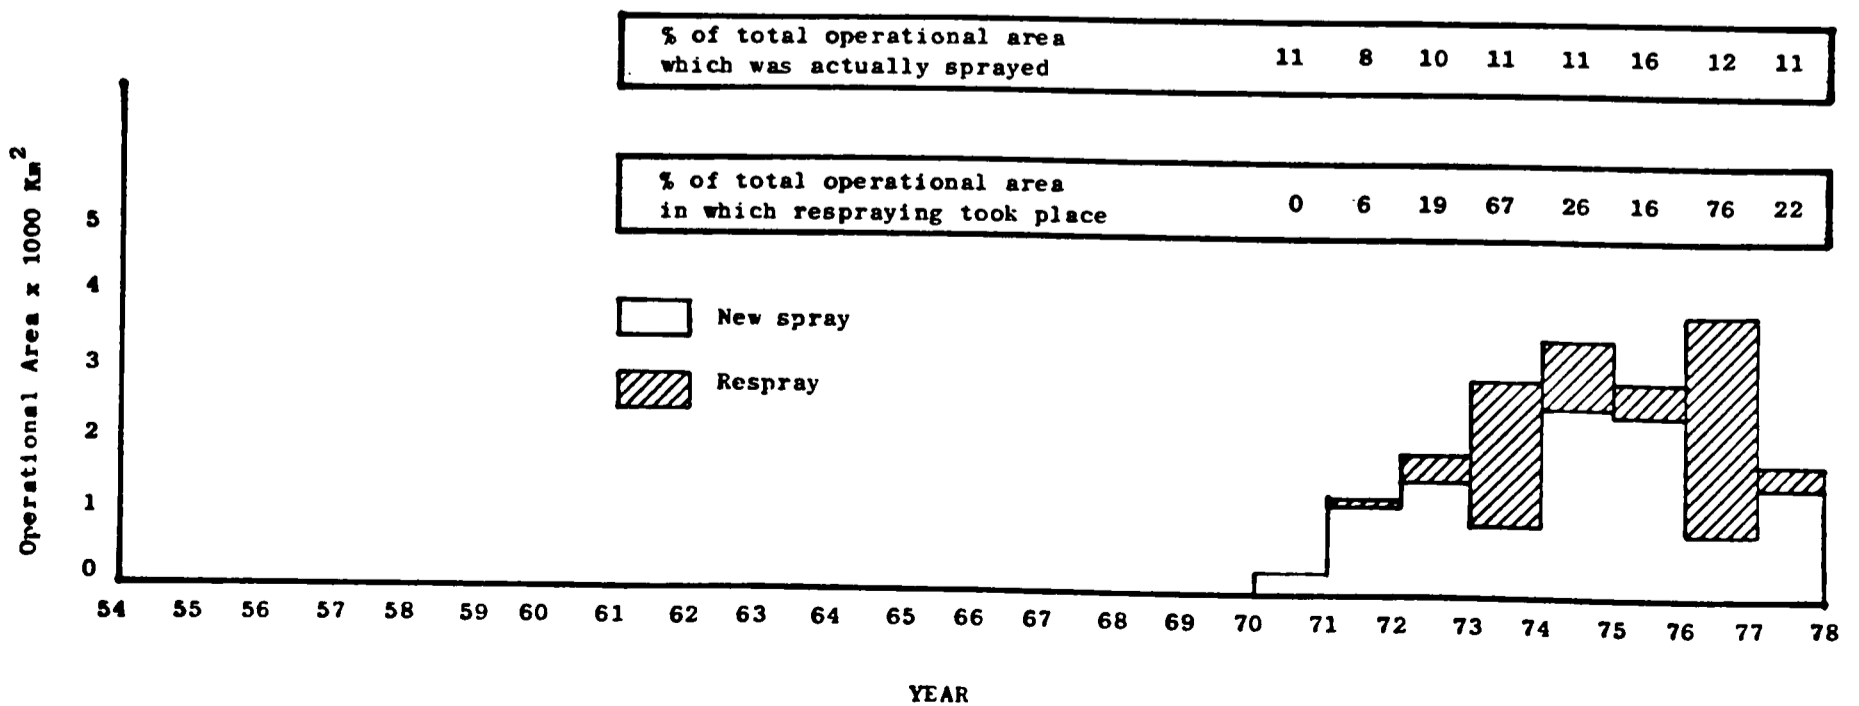 % of total operational area
which was actually sprayed 11 8 10 11 11 16 12 11
% of total operational area
in which respraying took place 0 6 19 67 26 16 76 22
New spray
Respray
Operational Area x 1000 Km²
5
4
3
2
1
0
54 55 56 57 58 59 60 61 62 63 64 65 66 67 68 69 70 71 72 73 74 75 76 77 78
YEAR